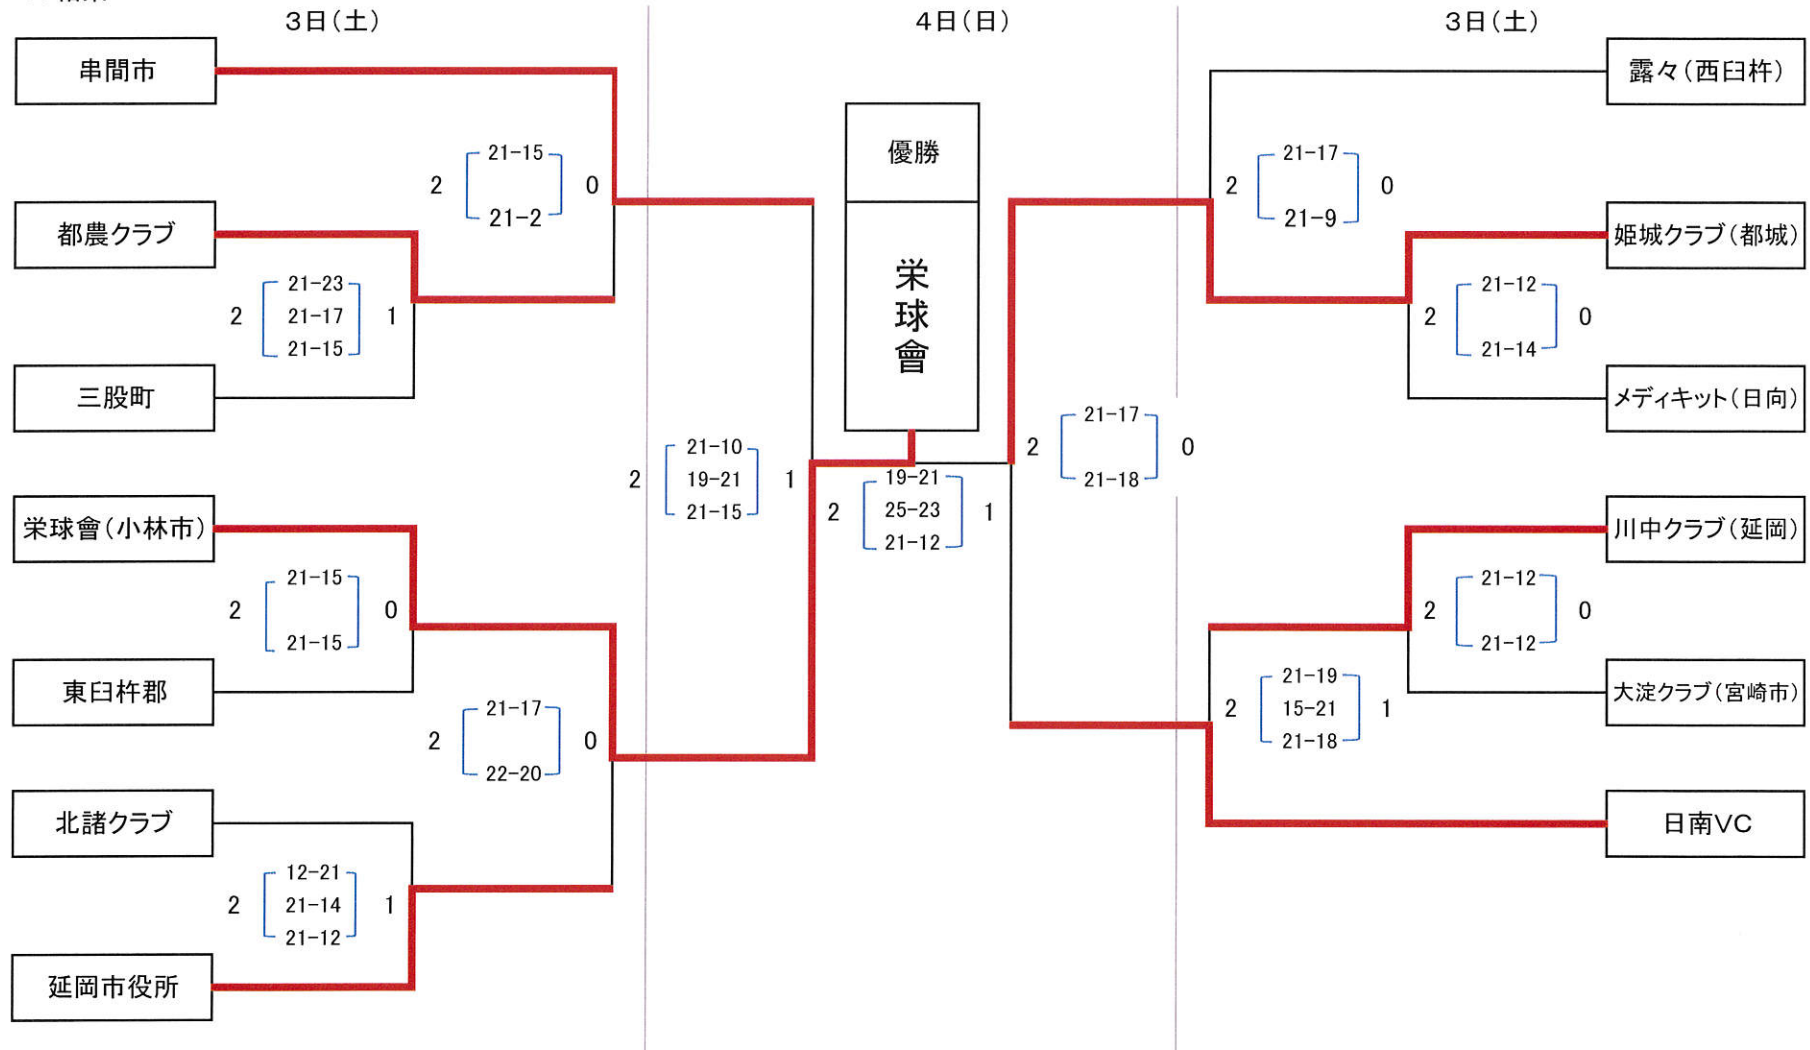 3日(土)
4日(日)
3日(土)
串間市
都農クラブ
三股町
栄球會(小林市)
東臼杵郡
北諸クラブ
延岡市役所
2
21-15
21-2
0
2
21-23
21-17
21-15
1
2
21-15
21-15
0
2
21-17
22-20
0
2
12-21
21-14
21-12
1
2
21-10
19-21
21-15
1
優勝
栄球會
2
19-21
25-23
21-12
1
2
21-17
21-18
0
2
21-17
21-9
0
2
21-12
21-14
0
2
21-12
21-12
0
2
21-19
15-21
21-18
1
露々(西臼杵)
姫城クラブ(都城)
メディキット(日向)
川中クラブ(延岡)
大淀クラブ(宮崎市)
日南VC